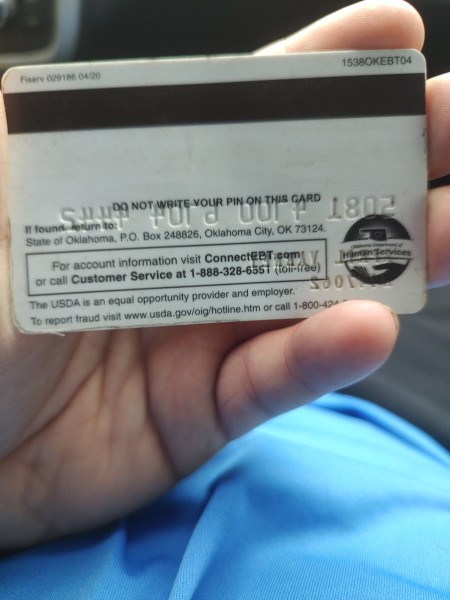 Fiserv 029186 04/20
1538OKEBT04
DO NOT WRITE YOUR PIN ON THIS CARD
If found, return to:
State of Oklahoma, P.O. Box 248826, Oklahoma City, OK 73124.
For account information visit ConnectEBT.com
or call Customer Service at 1-888-328-6551 (toll-free)
Oklahoma Department of
Human Services
The USDA is an equal opportunity provider and employer.
To report fraud visit www.usda.gov/oig/hotline.htm or call 1-800-424-